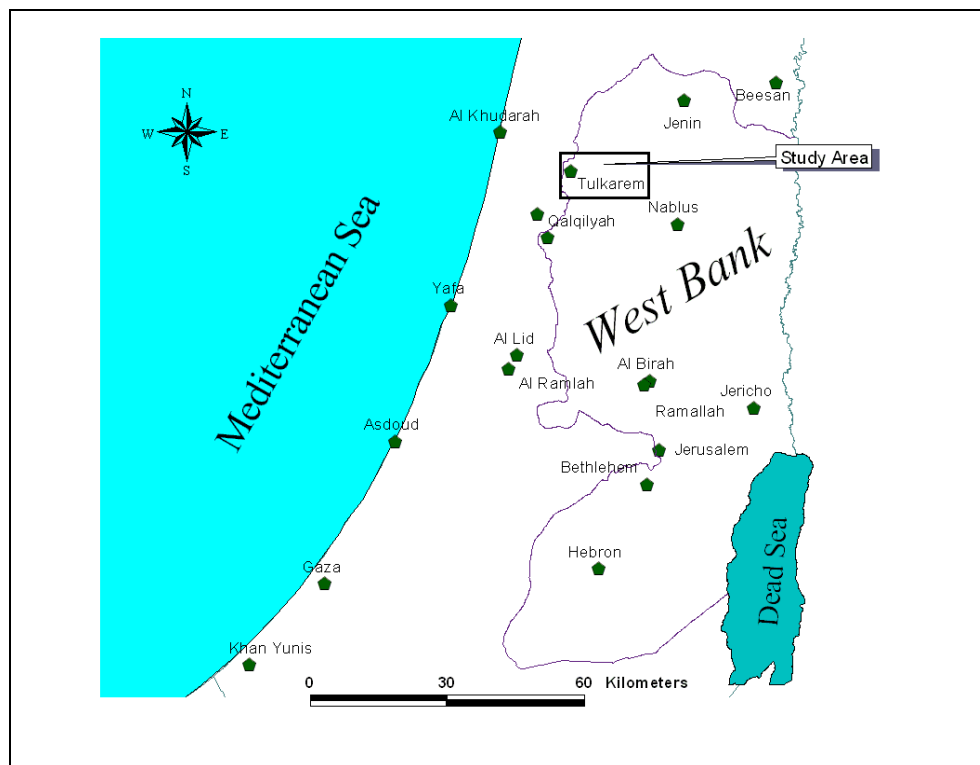 N
W
E
S
Mediterranean Sea
Al Khudarah
Beesan
Jenin
Study Area
Tulkarem
Nablus
Qalqilyah
West Bank
Yafa
Al Lid
Al Ramlah
Al Birah
Ramallah
Jericho
Asdoud
Jerusalem
Bethlehem
Hebron
Dead Sea
Gaza
Khan Yunis
0 30 60 Kilometers